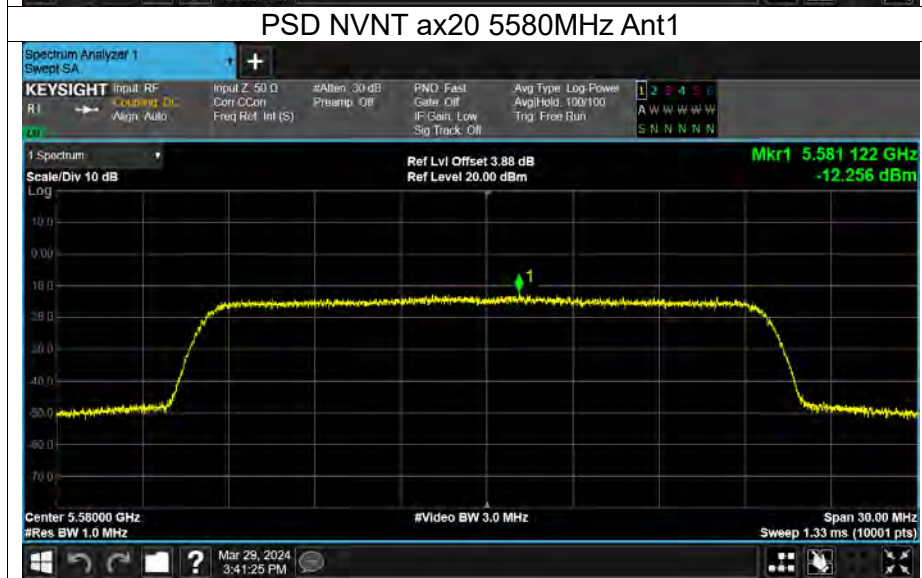 PSD NVNT ax20 5580MHz Ant1
Spectrum Analyzer 1
Swept SA
+
KEYSIGHT Input: RF
RL
Coupling: DC
Align: Auto
Input Z: 50 Ω
Corr CCorr
Freq Ref: Int (S)
#Atten: 30 dB
Preamp: Off
PNO: Fast
Gate: Off
IF Gain: Low
Sig Track: Off
Avg Type: Log-Power
Avg|Hold: 100/100
Trig: Free Run
1 2 3 4 5 6
A W W W W W
S N N N N N
1 Spectrum
Scale/Div 10 dB
Ref Lvl Offset 3.88 dB
Ref Level 20.00 dBm
Mkr1 5.581 122 GHz
-12.256 dBm
Log
10.0
0.00
-10.0
-20.0
-30.0
-40.0
-50.0
-60.0
-70.0
1
Center 5.58000 GHz
#Res BW 1.0 MHz
#Video BW 3.0 MHz
Span 30.00 MHz
Sweep 1.33 ms (10001 pts)
?
Mar 29, 2024
3:41:25 PM